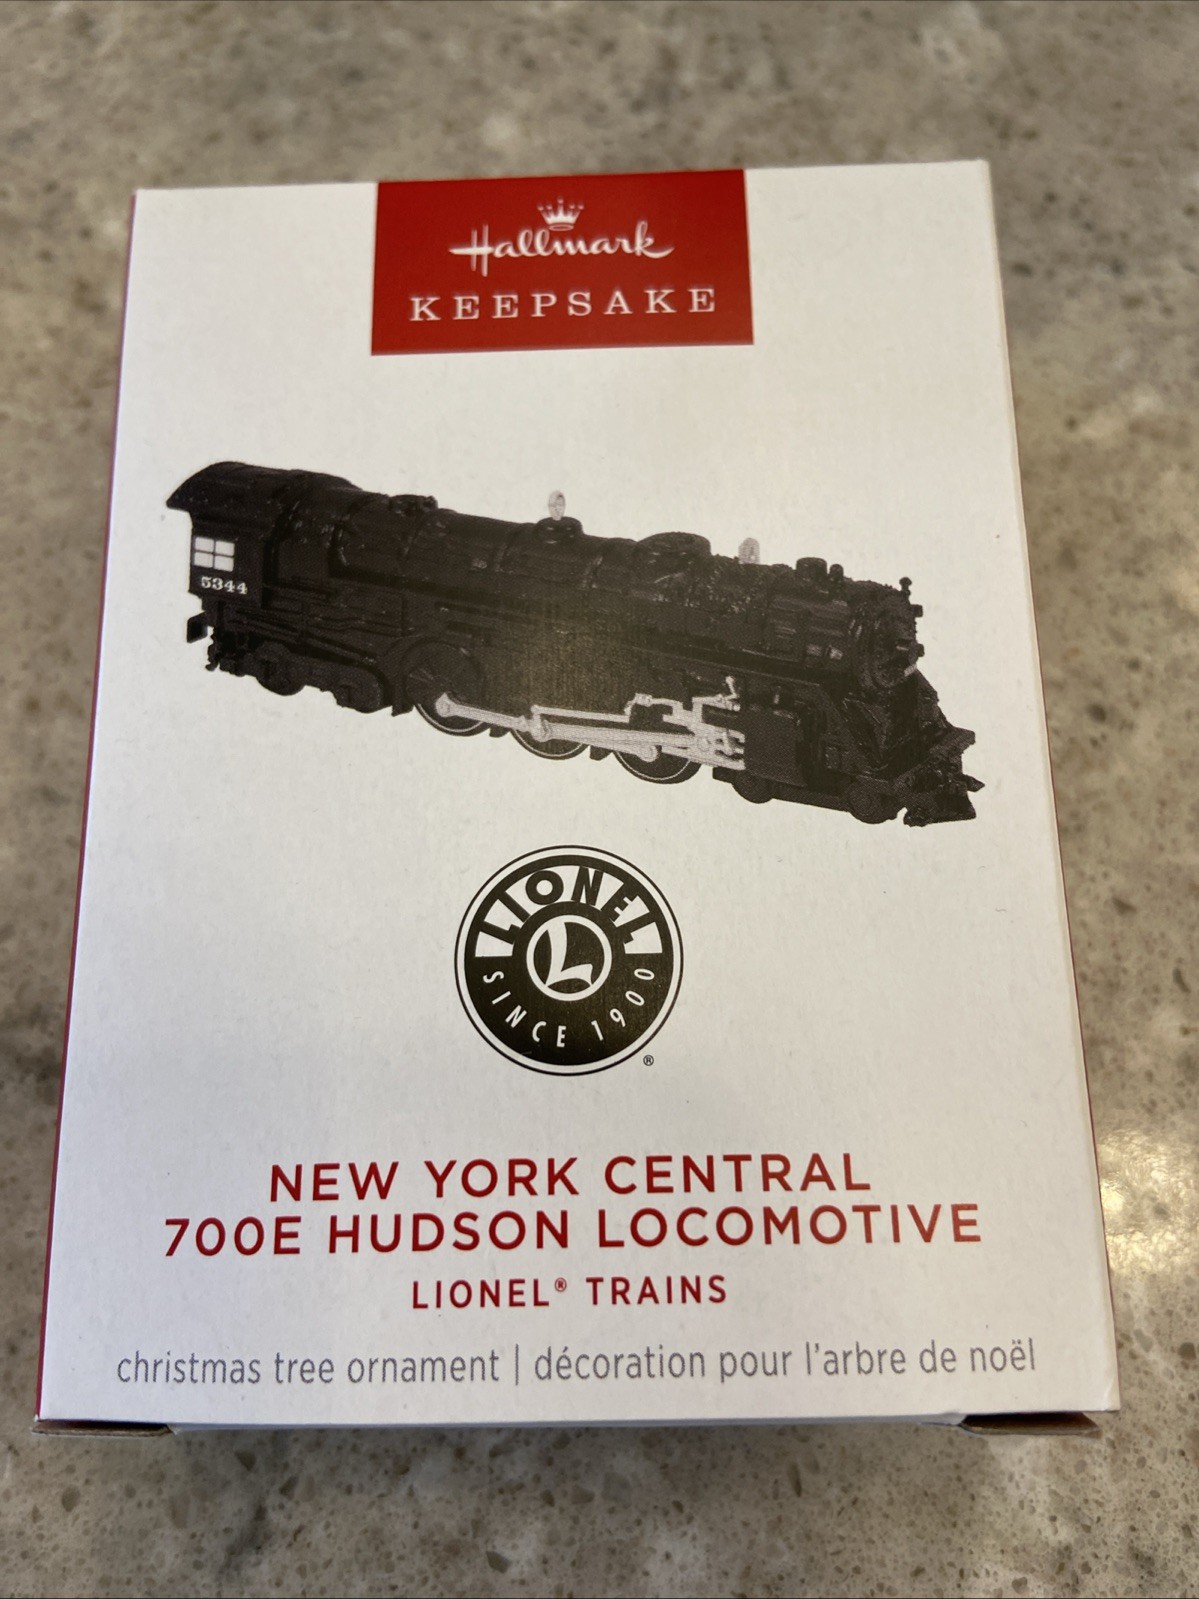 Hallmark
KEEPSAKE
5344
LIONEL
L
SINCE 1900
®
NEW YORK CENTRAL
700E HUDSON LOCOMOTIVE
LIONEL® TRAINS
christmas tree ornament | décoration pour l'arbre de noël